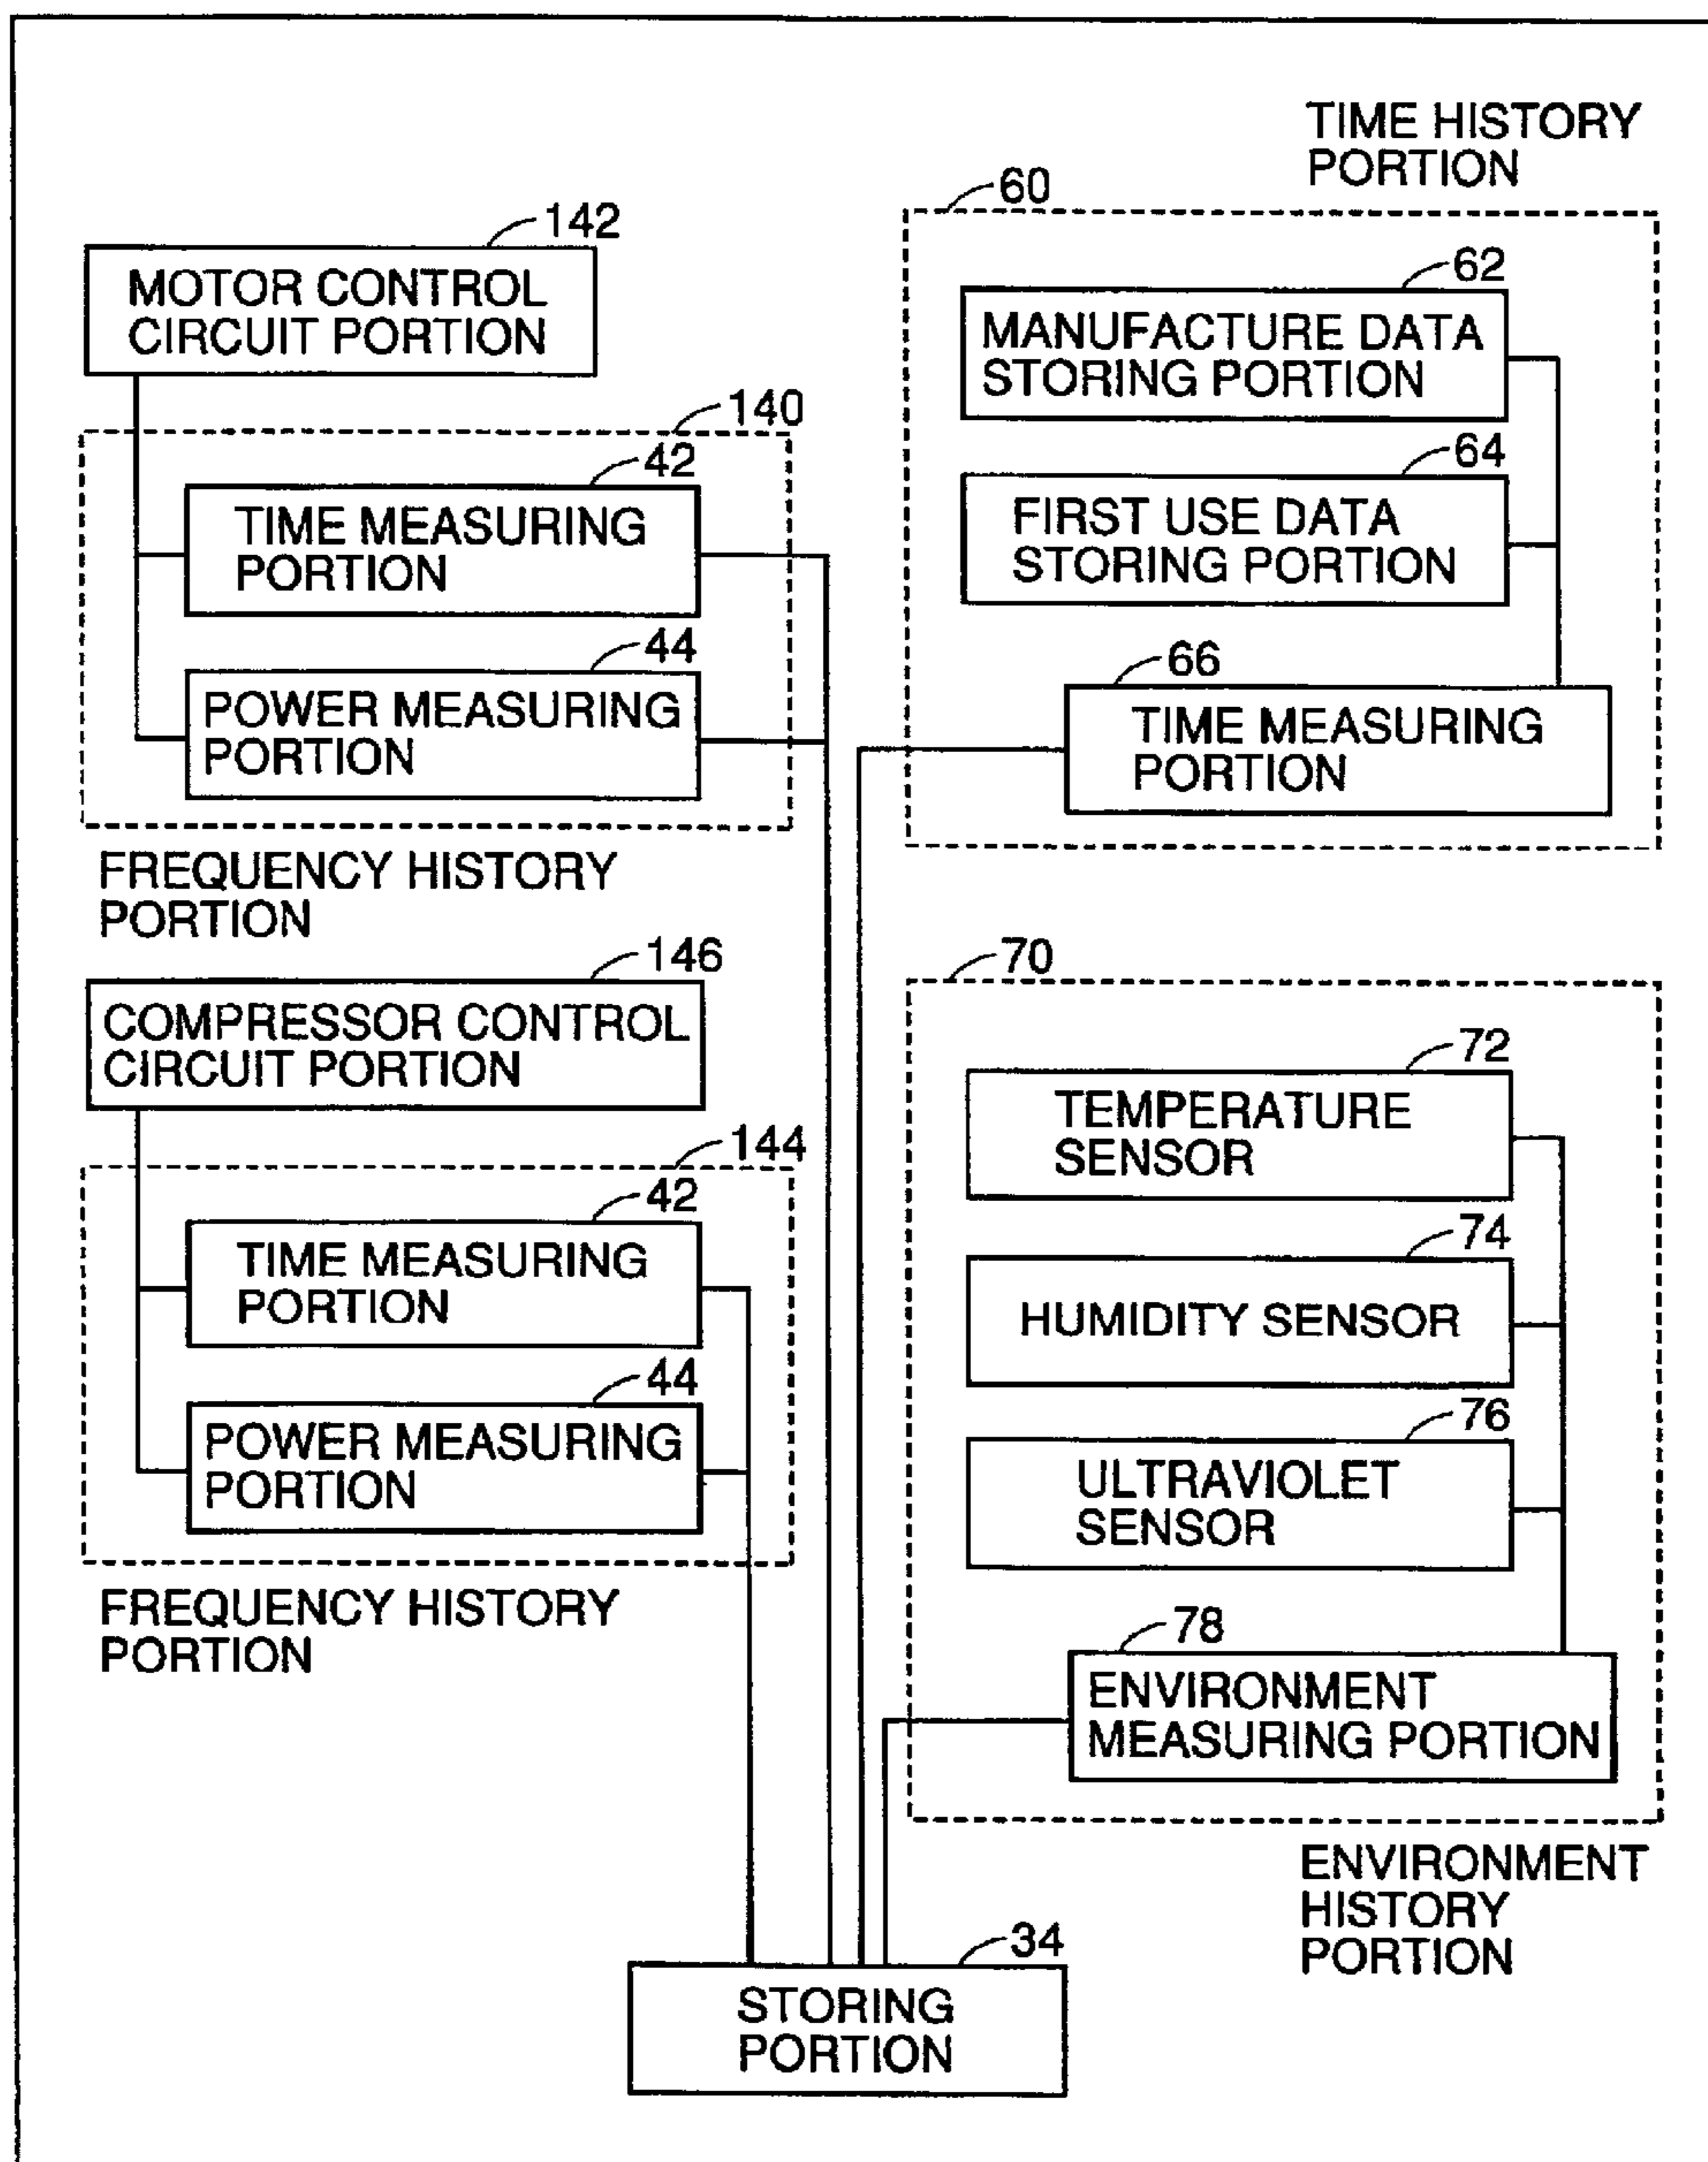 142
MOTOR CONTROL
CIRCUIT PORTION
140
42
TIME MEASURING
PORTION
44
POWER MEASURING
PORTION
FREQUENCY HISTORY
PORTION
146
COMPRESSOR CONTROL
CIRCUIT PORTION
144
42
TIME MEASURING
PORTION
44
POWER MEASURING
PORTION
FREQUENCY HISTORY
PORTION
TIME HISTORY
PORTION
60
62
MANUFACTURE DATA
STORING PORTION
64
FIRST USE DATA
STORING PORTION
66
TIME MEASURING
PORTION
70
72
TEMPERATURE
SENSOR
74
HUMIDITY SENSOR
76
ULTRAVIOLET
SENSOR
78
ENVIRONMENT
MEASURING PORTION
ENVIRONMENT
HISTORY
PORTION
34
STORING
PORTION